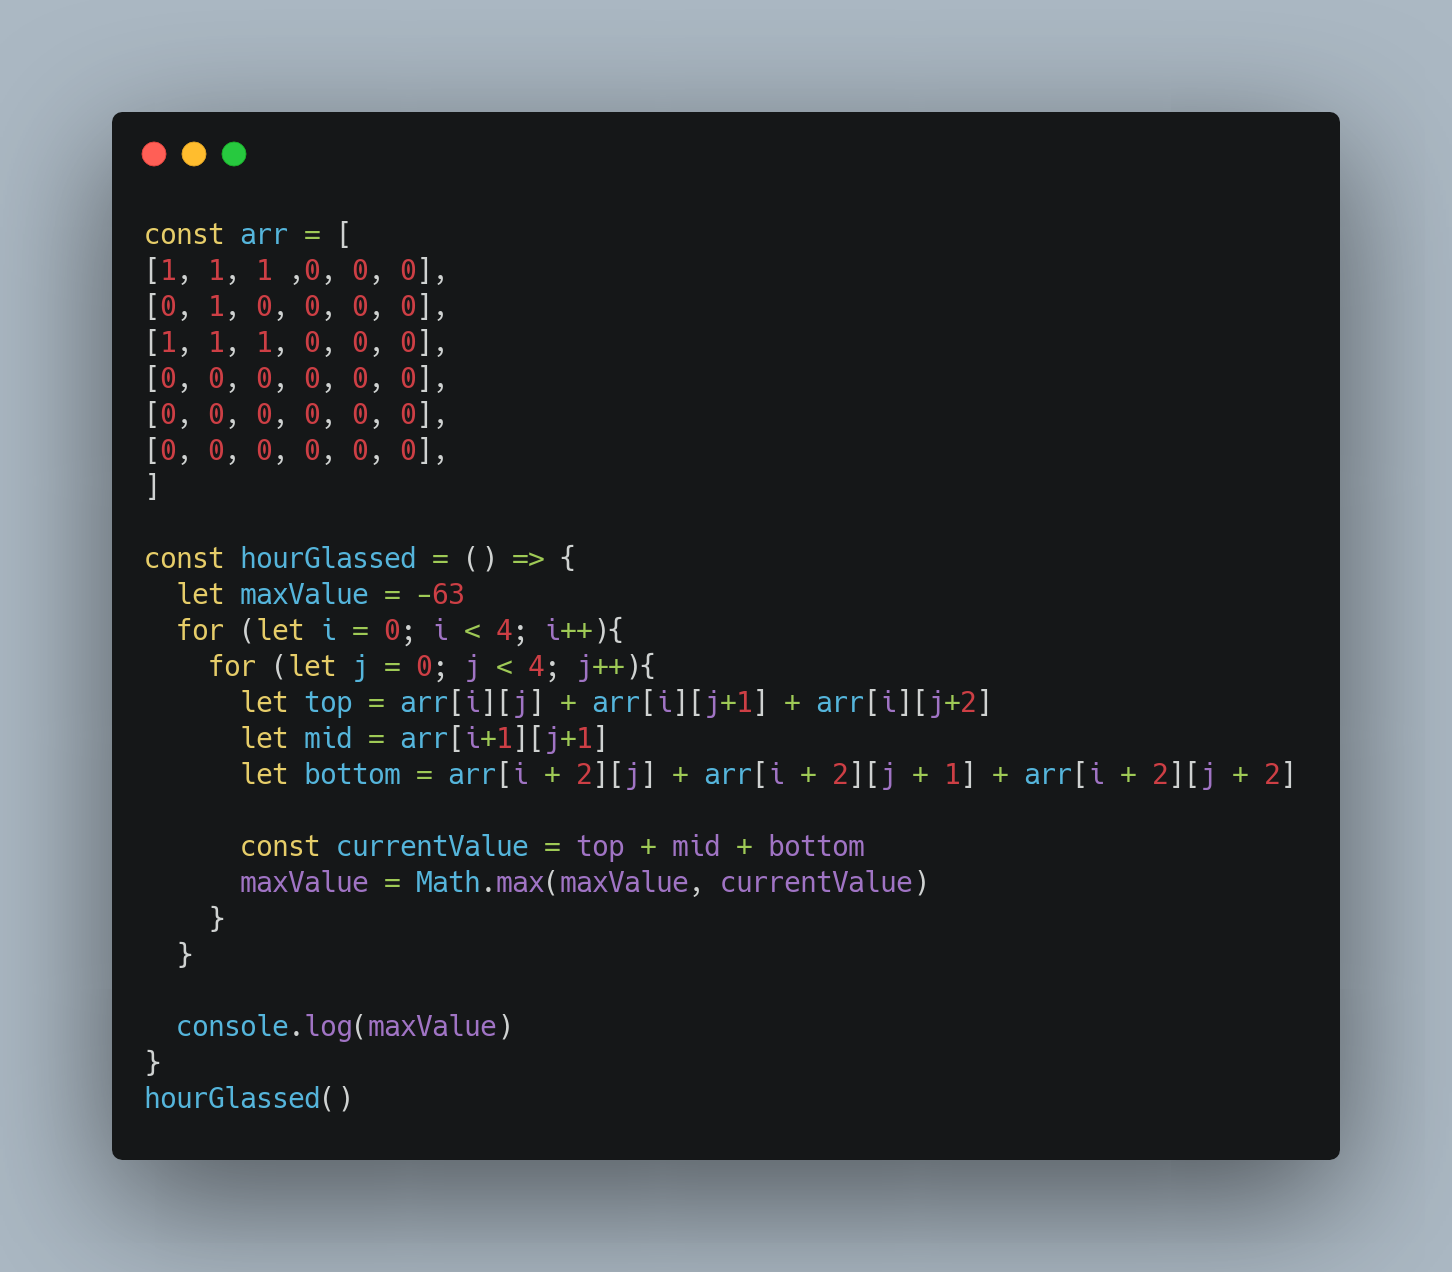 const arr = [
[1, 1, 1 ,0, 0, 0],
[0, 1, 0, 0, 0, 0],
[1, 1, 1, 0, 0, 0],
[0, 0, 0, 0, 0, 0],
[0, 0, 0, 0, 0, 0],
[0, 0, 0, 0, 0, 0],
]

const hourGlassed = () => {
  let maxValue = -63
  for (let i = 0; i < 4; i++){
    for (let j = 0; j < 4; j++){
      let top = arr[i][j] + arr[i][j+1] + arr[i][j+2]
      let mid = arr[i+1][j+1]
      let bottom = arr[i + 2][j] + arr[i + 2][j + 1] + arr[i + 2][j + 2]

      const currentValue = top + mid + bottom
      maxValue = Math.max(maxValue, currentValue)
    }
  }

  console.log(maxValue)
}
hourGlassed()